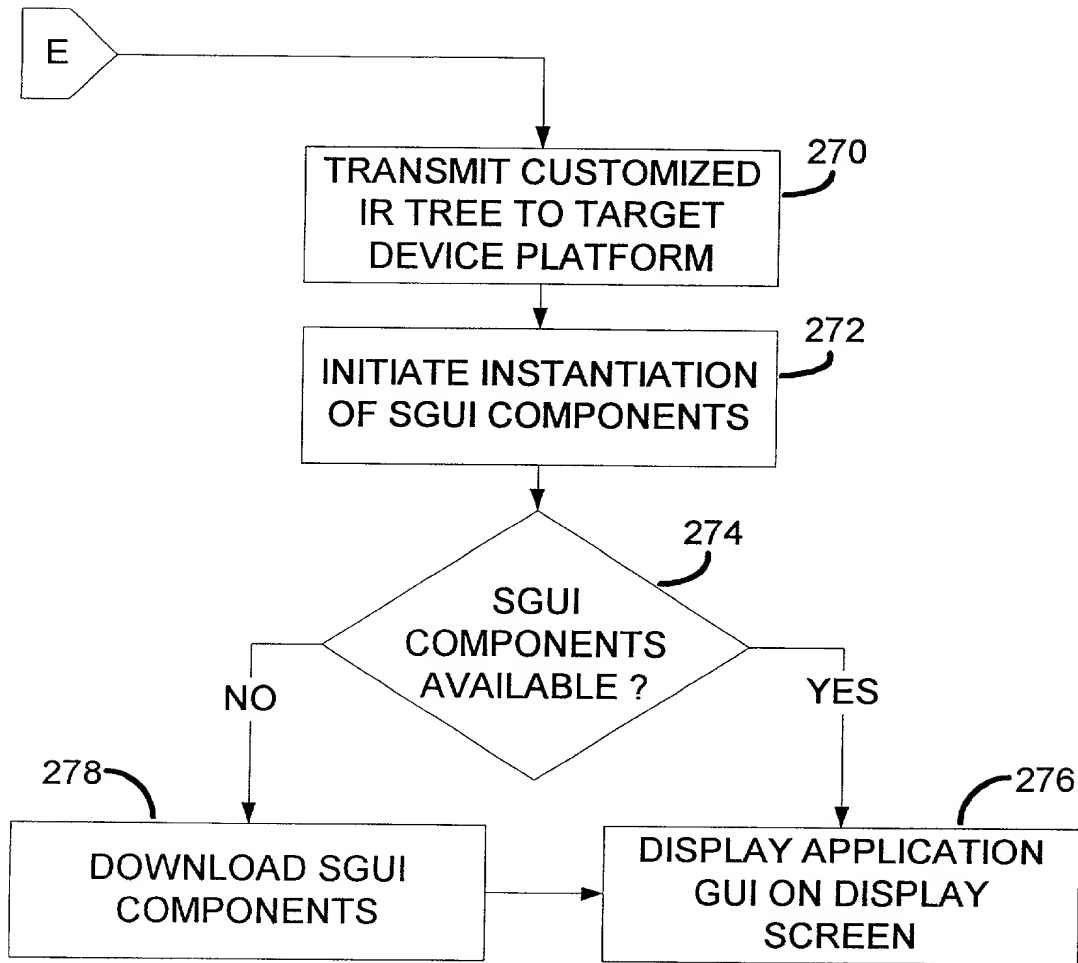 E
270
TRANSMIT CUSTOMIZED
IR TREE TO TARGET
DEVICE PLATFORM
272
INITIATE INSTANTIATION
OF SGUI COMPONENTS
274
SGUI
COMPONENTS
AVAILABLE ?
NO
YES
278
276
DOWNLOAD SGUI
COMPONENTS
DISPLAY APPLICATION
GUI ON DISPLAY
SCREEN